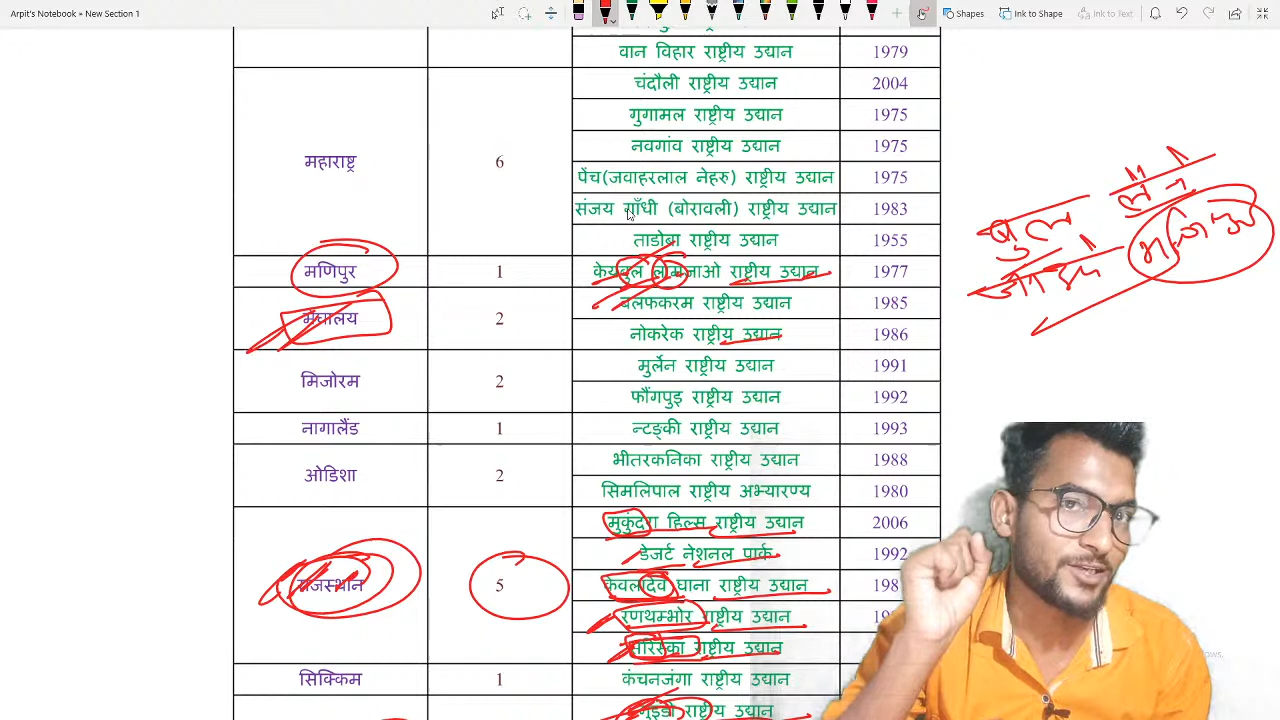 Arpit's Notebook » New Section 1
Shapes Ink to Shape Ink to Text
वान विहार राष्ट्रीय उद्यान 1979
चंदौली राष्ट्रीय उद्यान 2004
गुगामल राष्ट्रीय उद्यान 1975
नवगांव राष्ट्रीय उद्यान 1975
महाराष्ट्र 6
पेंच(जवाहरलाल नेहरु) राष्ट्रीय उद्यान 1975
संजय गाँधी (बोरावली) राष्ट्रीय उद्यान 1983
ताडोबा राष्ट्रीय उद्यान 1955
मणिपुर 1 केयबुल लामजाओ राष्ट्रीय उद्यान 1977
मेघालय 2 बलफकरम राष्ट्रीय उद्यान 1985
नोकरेक राष्ट्रीय उद्यान 1986
मिजोरम 2 मुर्लेन राष्ट्रीय उद्यान 1991
फौंगपुइ राष्ट्रीय उद्यान 1992
नागालैंड 1 न्टङ्की राष्ट्रीय उद्यान 1993
ओडिशा 2 भीतरकनिका राष्ट्रीय उद्यान 1988
सिमलिपाल राष्ट्रीय अभ्यारण्य 1980
मुकुंदरा हिल्स राष्ट्रीय उद्यान 2006
डेजर्ट नेशनल पार्क 1992
राजस्थान 5 केवलादेव घाना राष्ट्रीय उद्यान
रणथम्भोर राष्ट्रीय उद्यान
सरिस्का राष्ट्रीय उद्यान
सिक्किम 1 कंचनजंगा राष्ट्रीय उद्यान
राष्ट्रीय उद्यान
बुल
मणिपुर